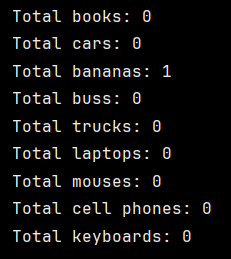 Total books: 0
Total cars: 0
Total bananas: 1
Total buss: 0
Total trucks: 0
Total laptops: 0
Total mouses: 0
Total cell phones: 0
Total keyboards: 0